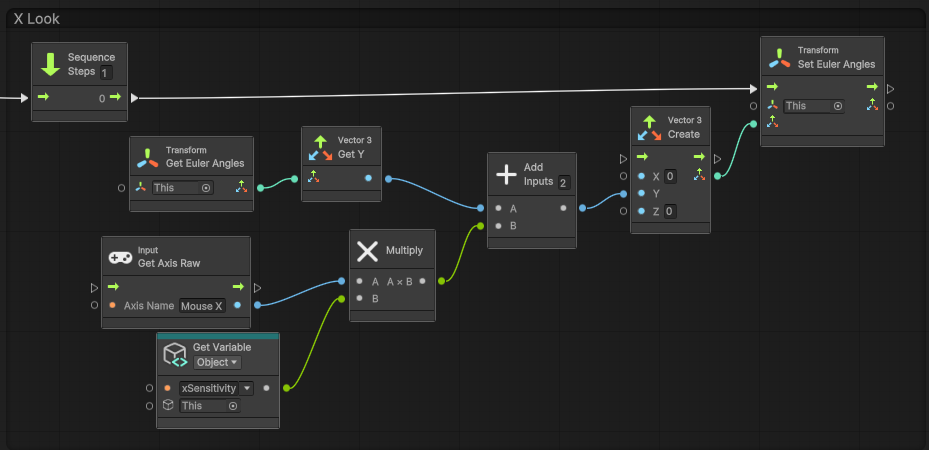 X Look
Sequence
Steps 1
0
Transform
Set Euler Angles
This
Vector 3
Create
X 0
Y
Z 0
Vector 3
Get Y
Transform
Get Euler Angles
This
Add
Inputs 2
A
B
Multiply
A A × B
B
Input
Get Axis Raw
Axis Name Mouse X
Get Variable
Object
xSensitivity
This